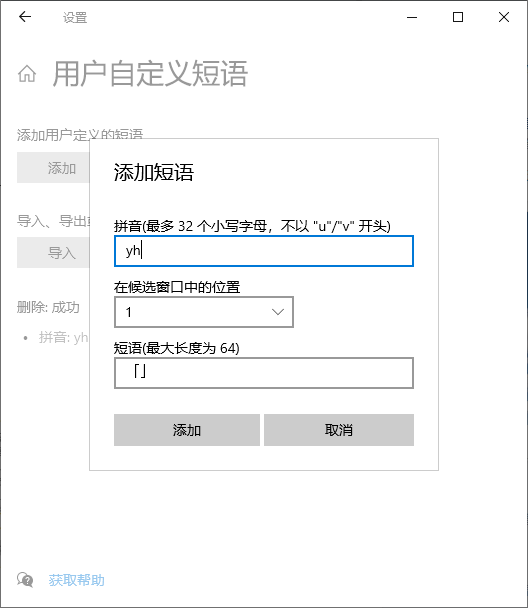 设置
用户自定义短语
添加用户定义的短语
添加
导入、导出
导入
删除: 成功
• 拼音: yh
添加短语
拼音(最多 32 个小写字母，不以 "u"/"v" 开头)
yh
在候选窗口中的位置
1
短语(最大长度为 64)
「」
添加
取消
获取帮助